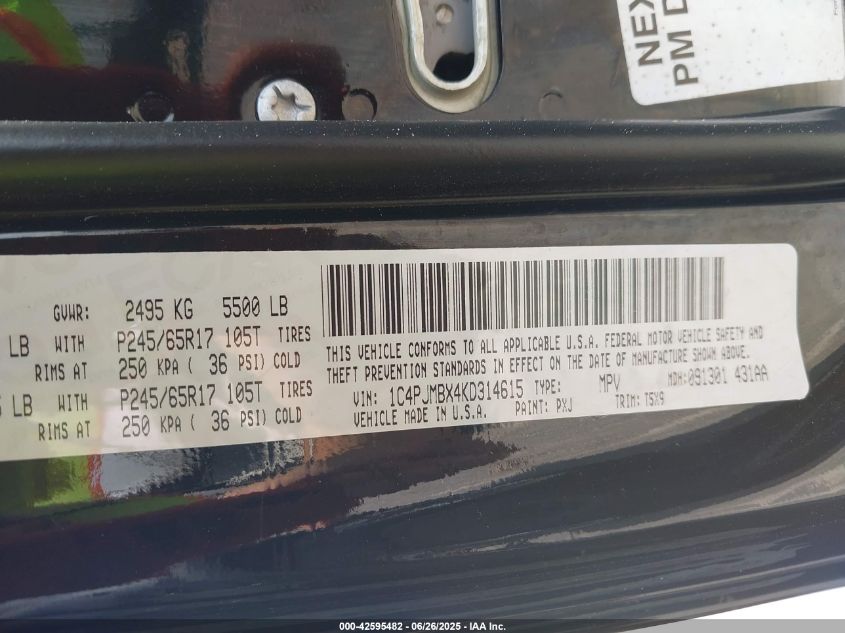 NEX
PM D
GVWR: 2495 KG 5500 LB
LB WITH P245/65R17 105T TIRES
RIMS AT 250 KPA ( 36 PSI) COLD
LB WITH P245/65R17 105T TIRES
RIMS AT 250 KPA ( 36 PSI) COLD
THIS VEHICLE CONFORMS TO ALL APPLICABLE U.S.A. FEDERAL MOTOR VEHICLE SAFETY AND
THEFT PREVENTION STANDARDS IN EFFECT ON THE DATE OF MANUFACTURE SHOWN ABOVE.
VIN: 1C4PJMBX4KD314615 TYPE: MPV MDH: 091301 431AA
VEHICLE MADE IN U.S.A. PAINT: PXJ TRIM: T5X9
000-42595482 / 06/26/2025 - IAA Inc.